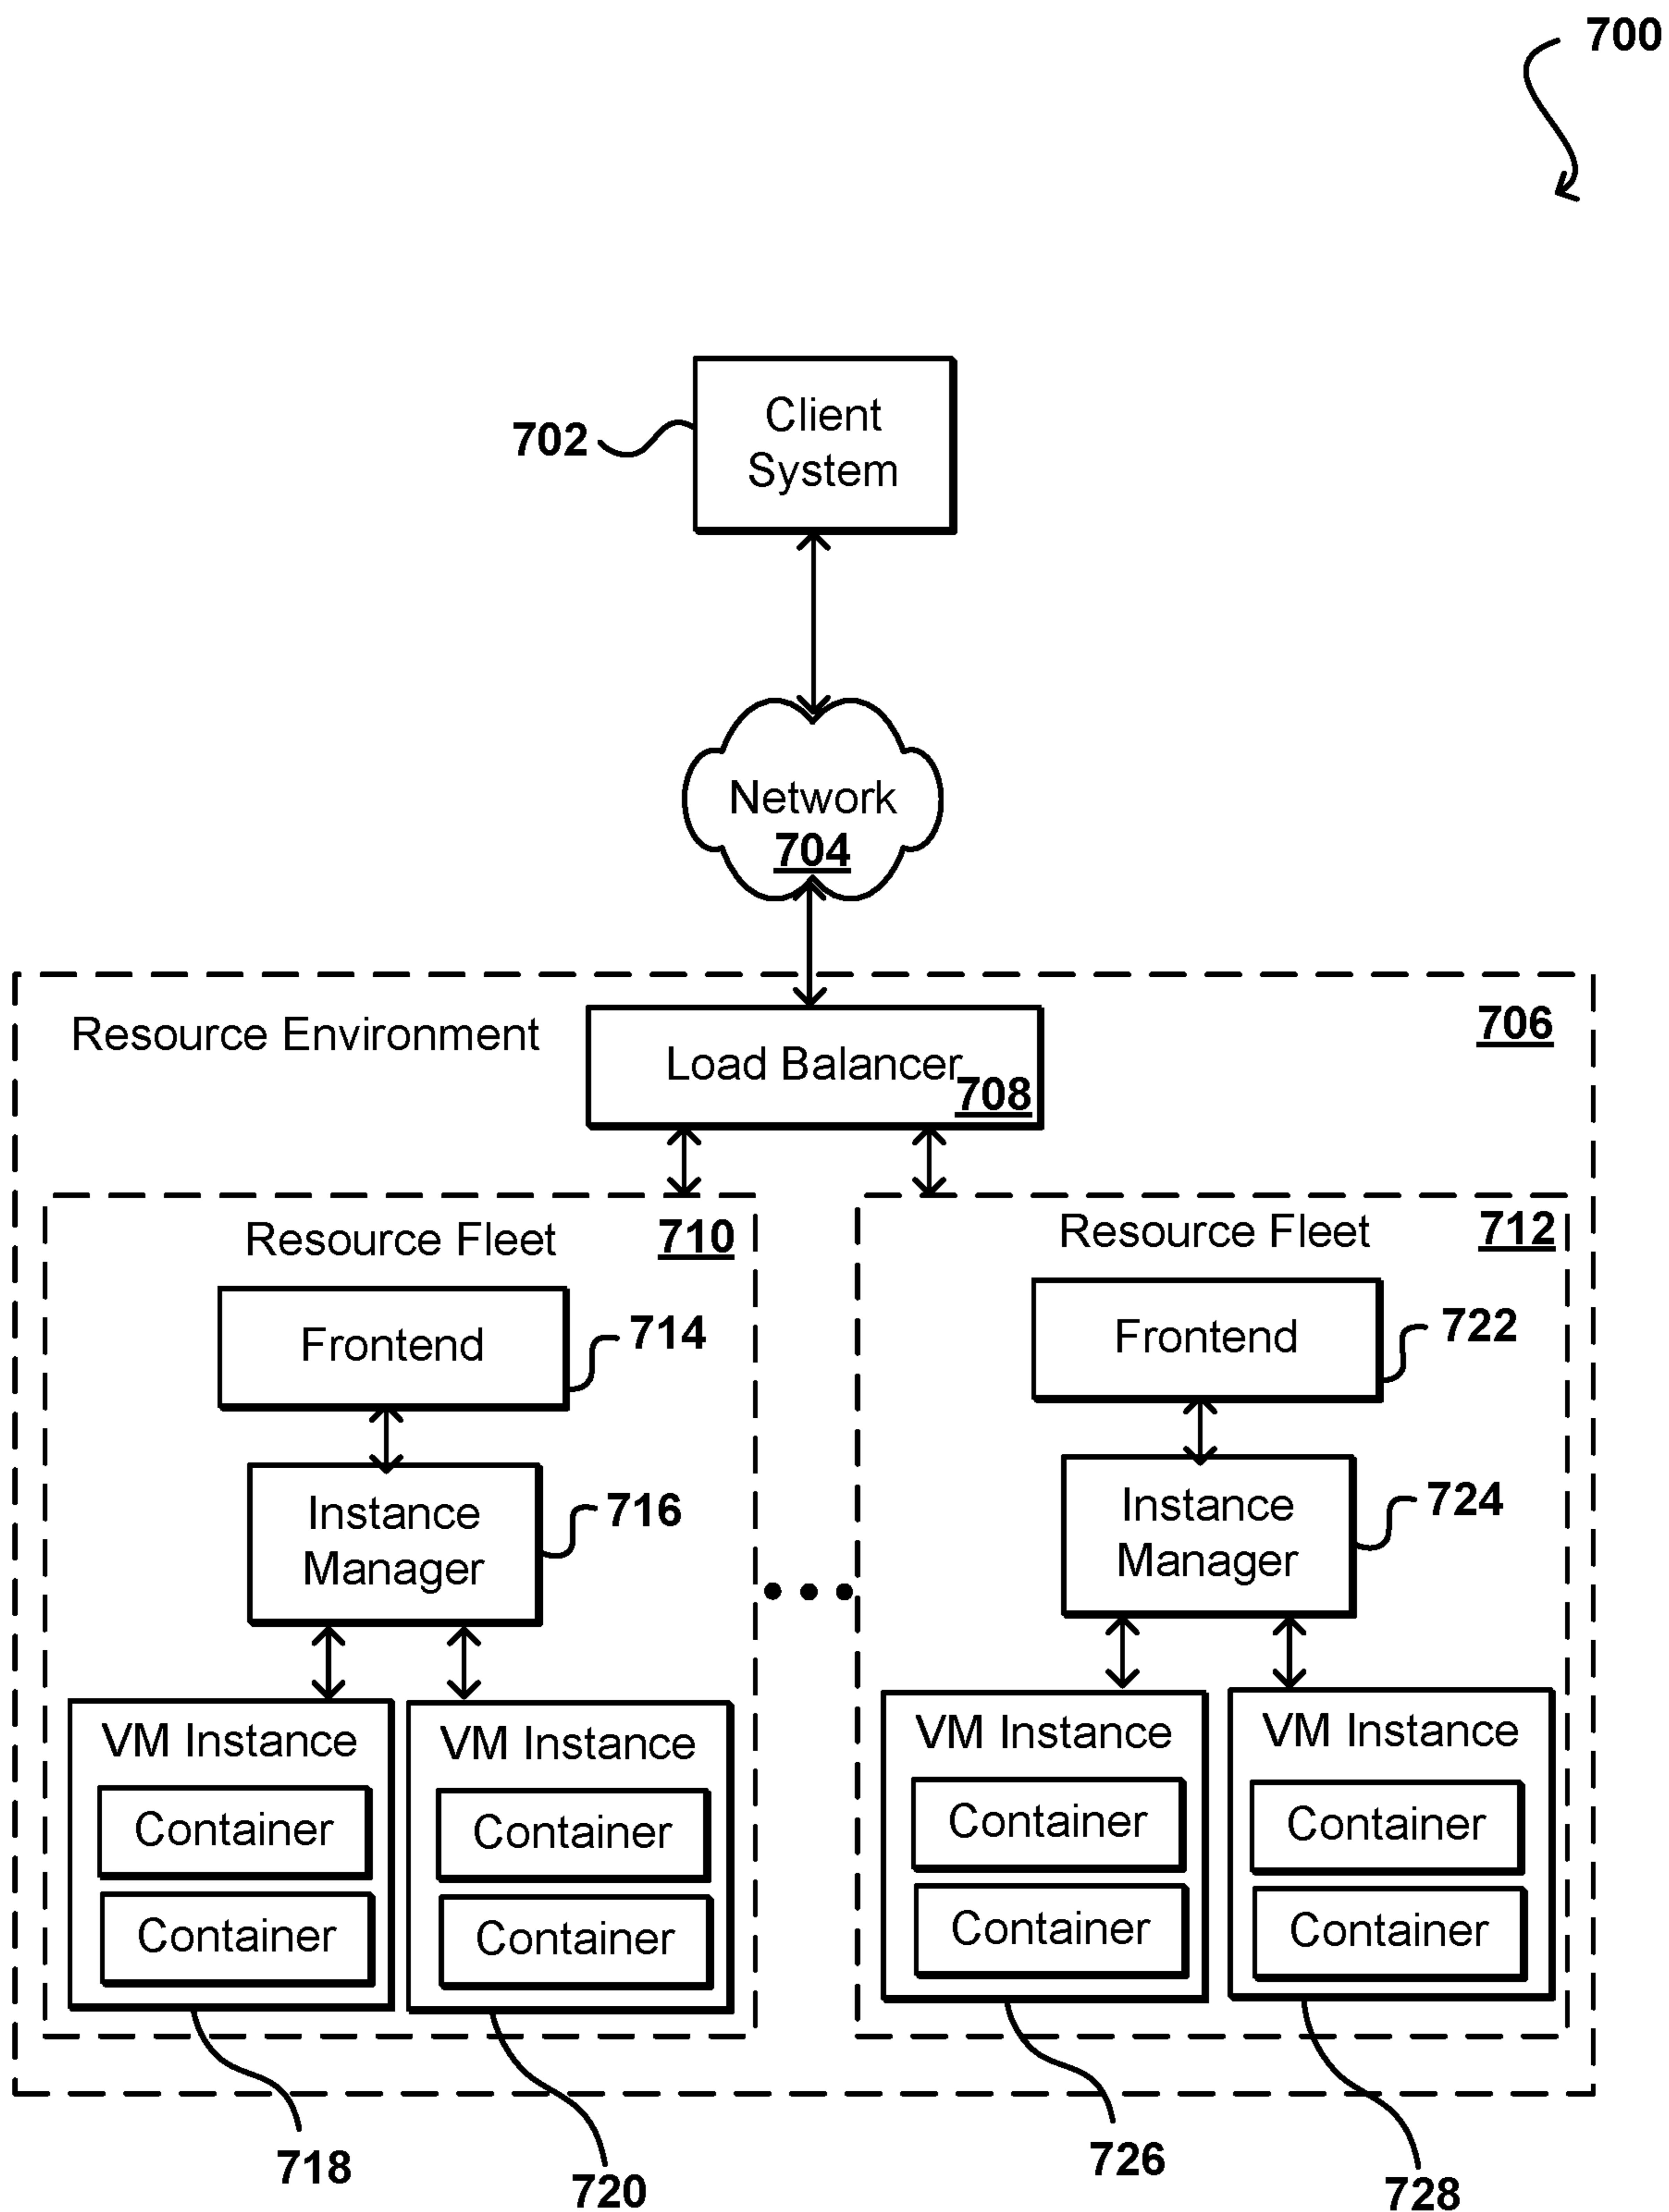 700
Client
System
702
Network
704
Resource Environment
706
Load Balancer
708
Resource Fleet
710
Frontend
714
Instance
Manager
716
VM Instance
Container
Container
VM Instance
Container
Container
718
720
Resource Fleet
712
Frontend
722
Instance
Manager
724
VM Instance
Container
Container
VM Instance
Container
Container
726
728